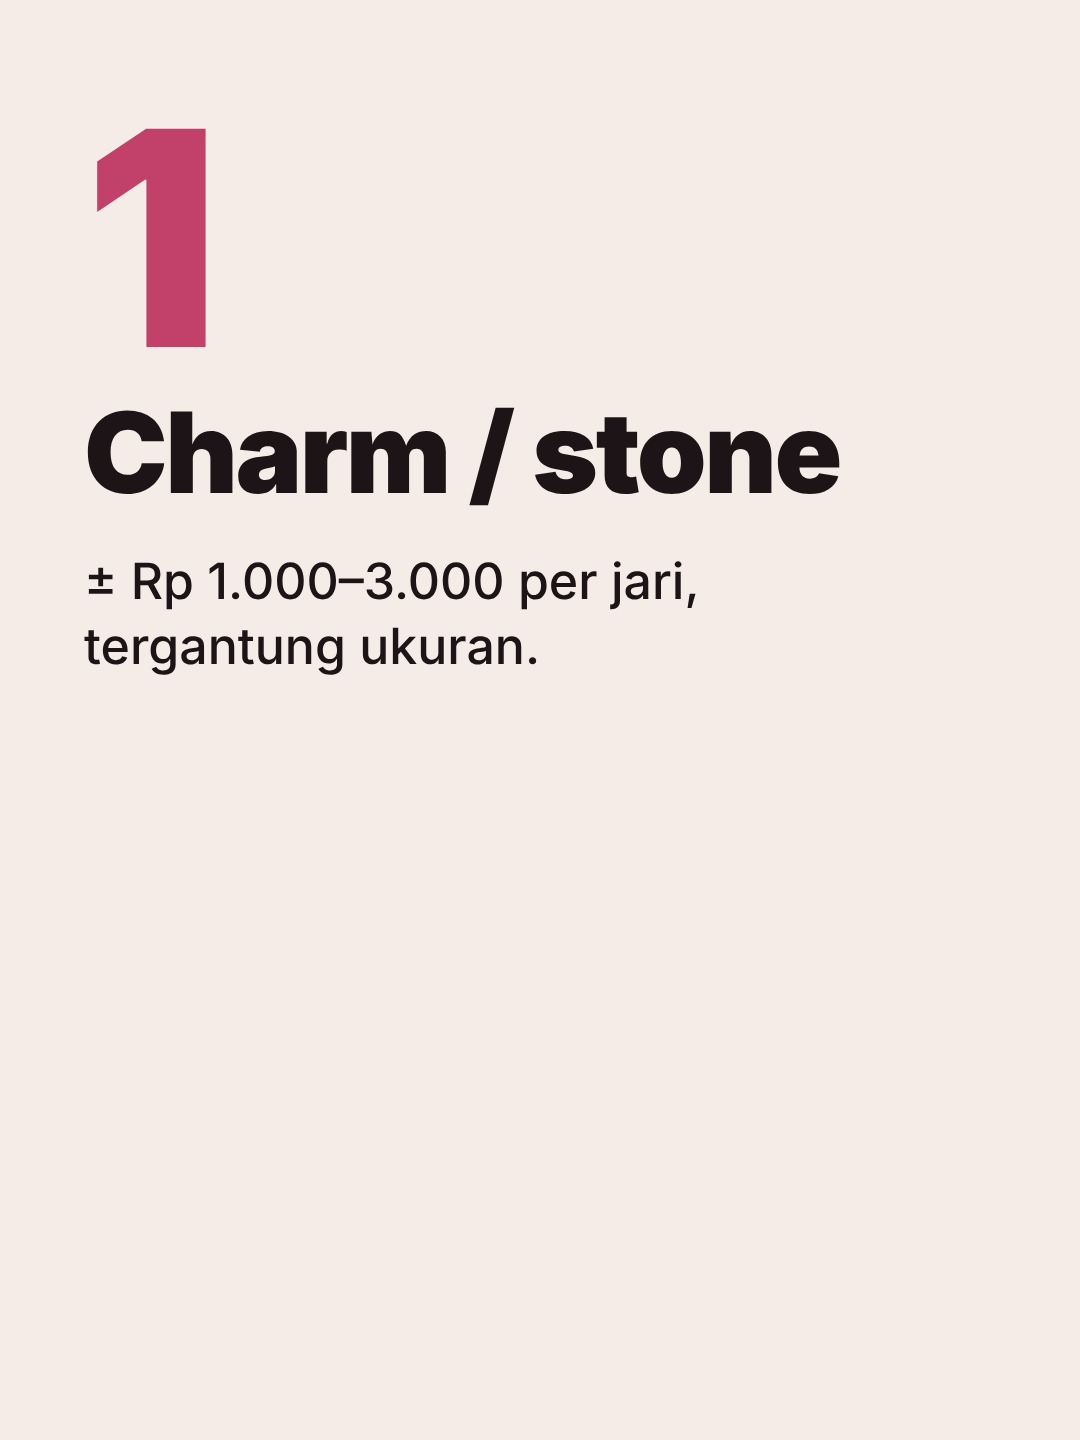 1
Charm / stone
± Rp 1.000–3.000 per jari,
tergantung ukuran.